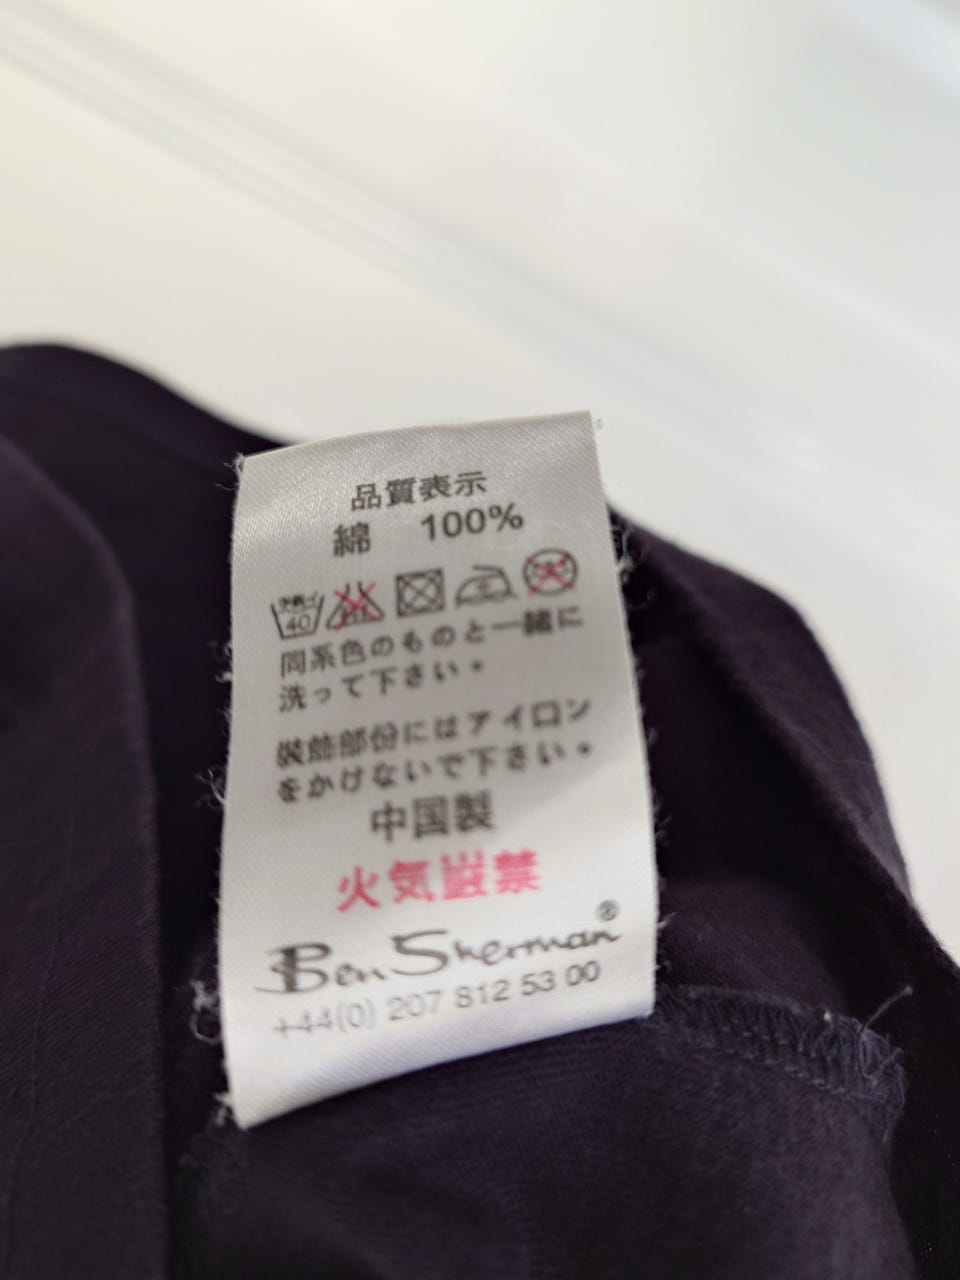 品質表示
綿 100%
40
同系色のものと一緒に
洗って下さい。
装飾部份にはアイロン
をかけないで下さい。
中国製
火気厳禁
Ben Sherman®
+44(0) 207 812 53 00